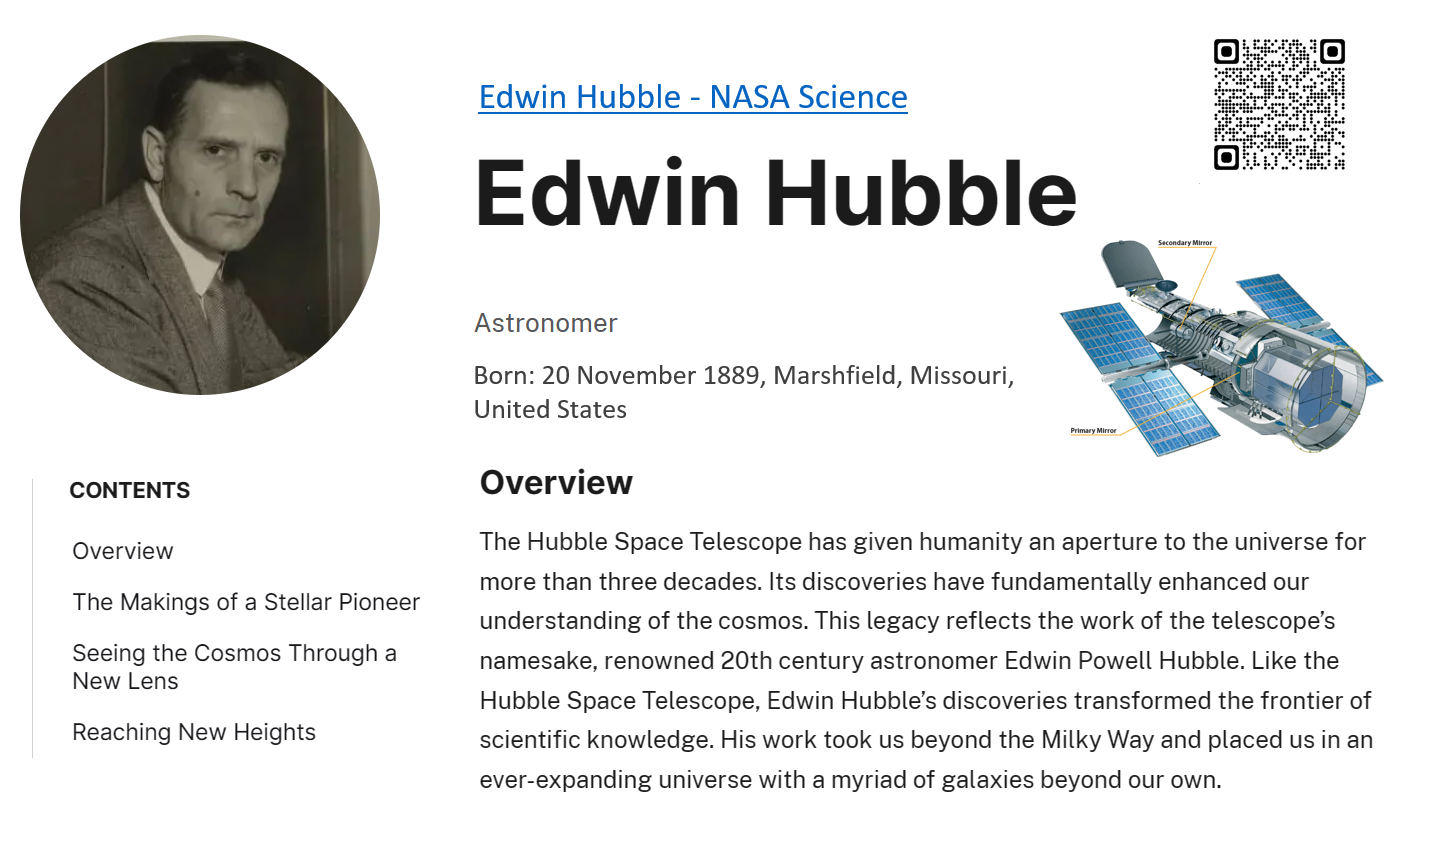 Edwin Hubble - NASA Science
Edwin Hubble
Secondary Mirror
Astronomer
Born: 20 November 1889, Marshfield, Missouri,
United States
Primary Mirror
CONTENTS
Overview
The Makings of a Stellar Pioneer
Seeing the Cosmos Through a
New Lens
Reaching New Heights
Overview
The Hubble Space Telescope has given humanity an aperture to the universe for
more than three decades. Its discoveries have fundamentally enhanced our
understanding of the cosmos. This legacy reflects the work of the telescope’s
namesake, renowned 20th century astronomer Edwin Powell Hubble. Like the
Hubble Space Telescope, Edwin Hubble’s discoveries transformed the frontier of
scientific knowledge. His work took us beyond the Milky Way and placed us in an
ever-expanding universe with a myriad of galaxies beyond our own.